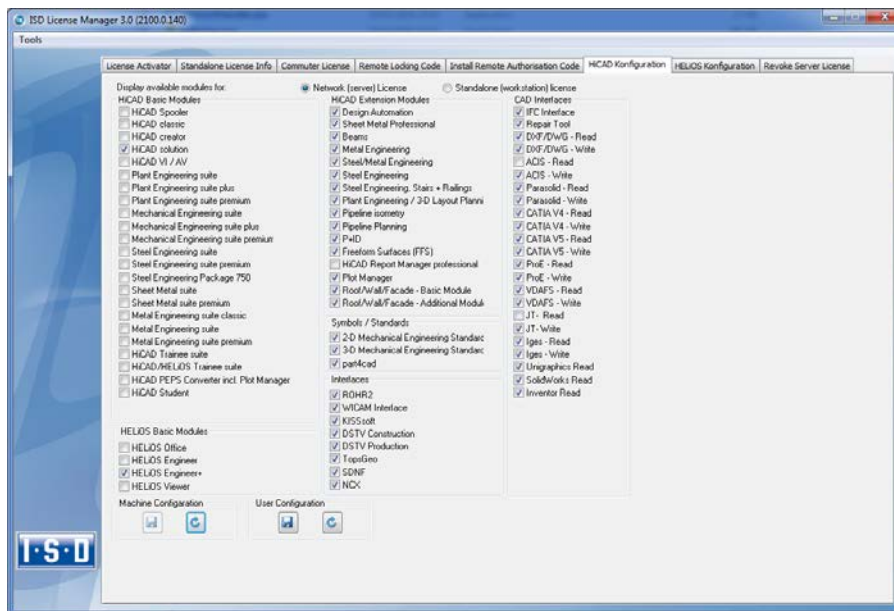 ISD License Manager 3.0 (2100.0.140)
Tools
License Activator
Standalone License Info
Commuter License
Remote Locking Code
Install Remote Authorisation Code
HiCAD Konfiguration
HELiOS Konfiguration
Revoke Server License
Display available modules for:
Network (server) License
Standalone (workstation) license
HiCAD Basic Modules
HiCAD Spooler
HiCAD classic
HiCAD creator
HiCAD solution
HiCAD VI / AV
Plant Engineering suite
Plant Engineering suite plus
Plant Engineering suite premium
Mechanical Engineering suite
Mechanical Engineering suite plus
Mechanical Engineering suite premium
Steel Engineering suite
Steel Engineering suite premium
Steel Engineering Package 750
Sheet Metal suite
Sheet Metal suite premium
Metal Engineering suite classic
Metal Engineering suite
Metal Engineering suite premium
HiCAD Trainee suite
HiCAD/HELiOS Trainee suite
HiCAD PEPS Converter incl. Plot Manager
HiCAD Student
HELiOS Basic Modules
HELiOS Office
HELiOS Engineer
HELiOS Engineer+
HELiOS Viewer
HiCAD Extension Modules
Design Automation
Sheet Metal Professional
Beams
Metal Engineering
Steel/Metal Engineering
Steel Engineering
Steel Engineering, Stairs + Railings
Plant Engineering / 3-D Layout Planni
Pipeline isometry
Pipeline Planning
P+ID
Freeform Surfaces (FFS)
HiCAD Report Manager professional
Plot Manager
Roof/Wall/Facade - Basic Module
Roof/Wall/Facade - Additional Modul
Symbols / Standards
2-D Mechanical Engineering Standard
3-D Mechanical Engineering Standard
part4cad
Interfaces
ROHR2
WICAM Interface
KISSsoft
DSTV Construction
DSTV Production
TopsGeo
SDNF
NCX
CAD Interfaces
IFC Interface
Repair Tool
DXF/DWG - Read
DXF/DWG - Write
ACIS - Read
ACIS - Write
Parasolid - Read
Parasolid - Write
CATIA V4 - Read
CATIA V4 - Write
CATIA V5 - Read
CATIA V5 - Write
ProE - Read
ProE - Write
VDAFS - Read
VDAFS - Write
JT- Read
JT- Write
Iges - Read
Iges - Write
Unigraphics Read
SolidWorks Read
Inventor Read
Machine Configaration
User Configuration
I·S·D